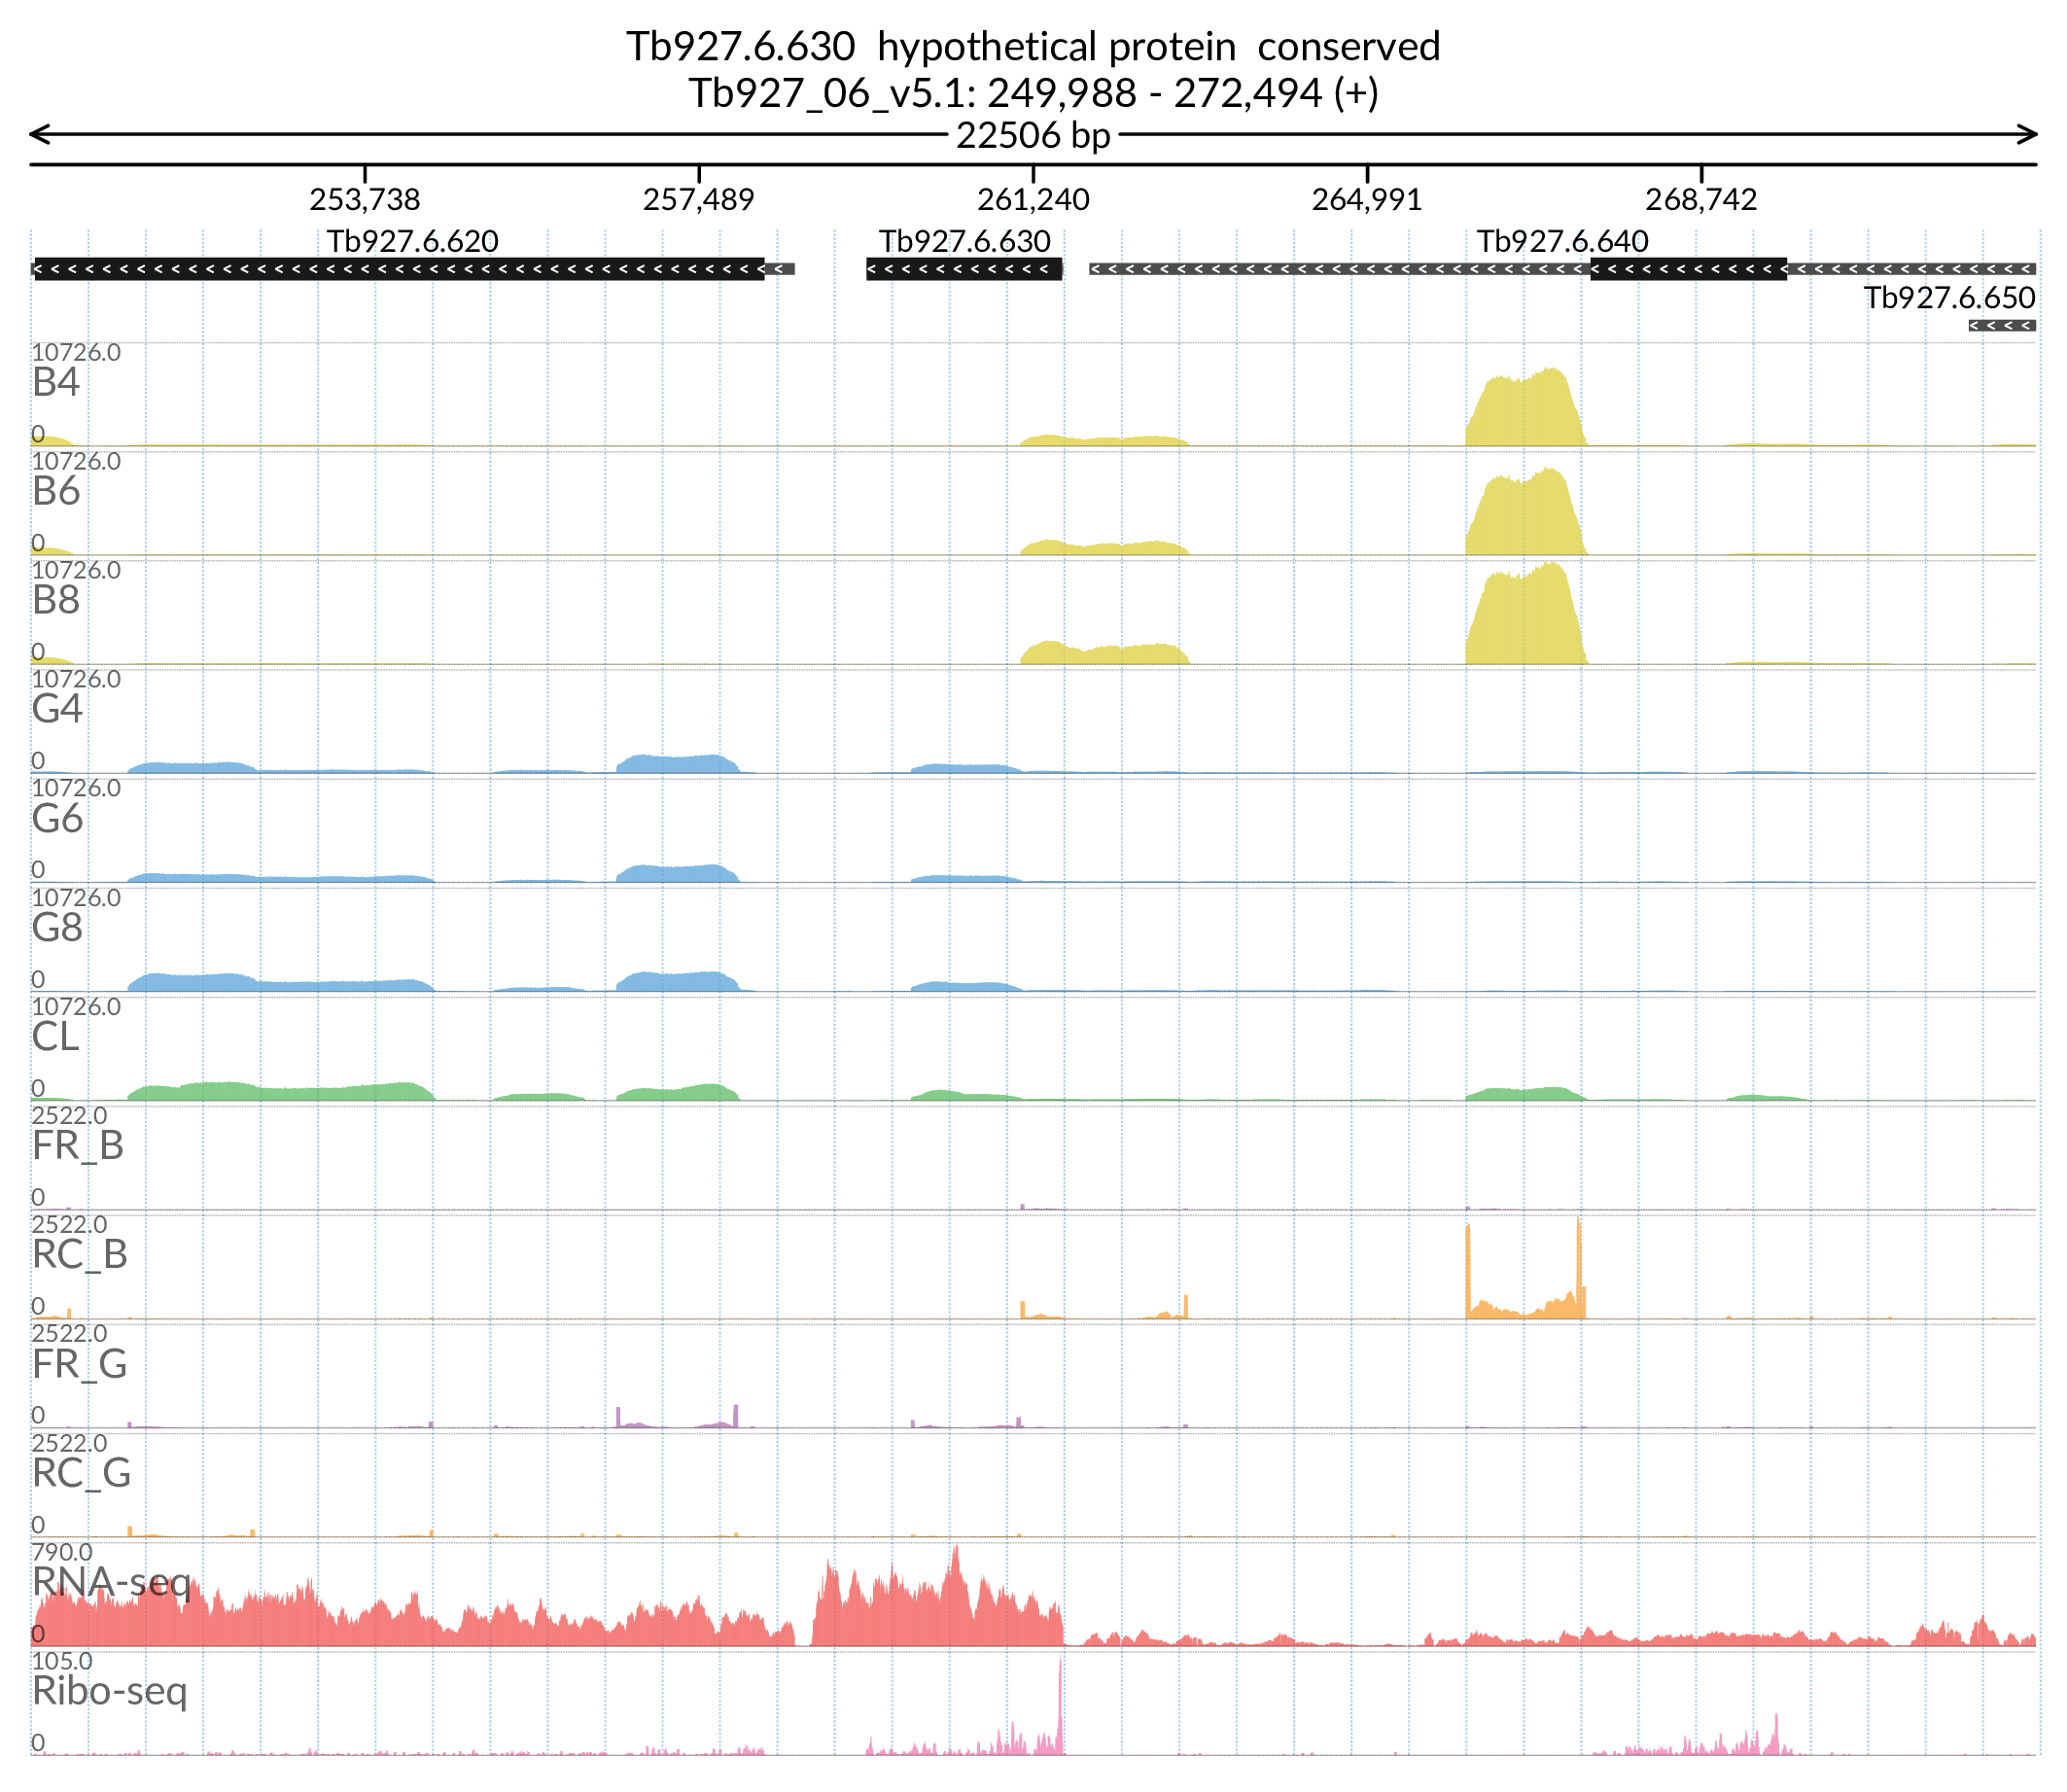 Tb927.6.630  hypothetical protein  conserved
Tb927_06_v5.1: 249,988 - 272,494 (+)
22506 bp
253,738 257,489 261,240 264,991 268,742
Tb927.6.620 Tb927.6.630 Tb927.6.640
Tb927.6.650
10726.0
B4
0
10726.0
B6
0
10726.0
B8
0
10726.0
G4
0
10726.0
G6
0
10726.0
G8
0
10726.0
CL
0
2522.0
FR_B
0
2522.0
RC_B
0
2522.0
FR_G
0
2522.0
RC_G
0
790.0
RNA-seq
0
105.0
Ribo-seq
0